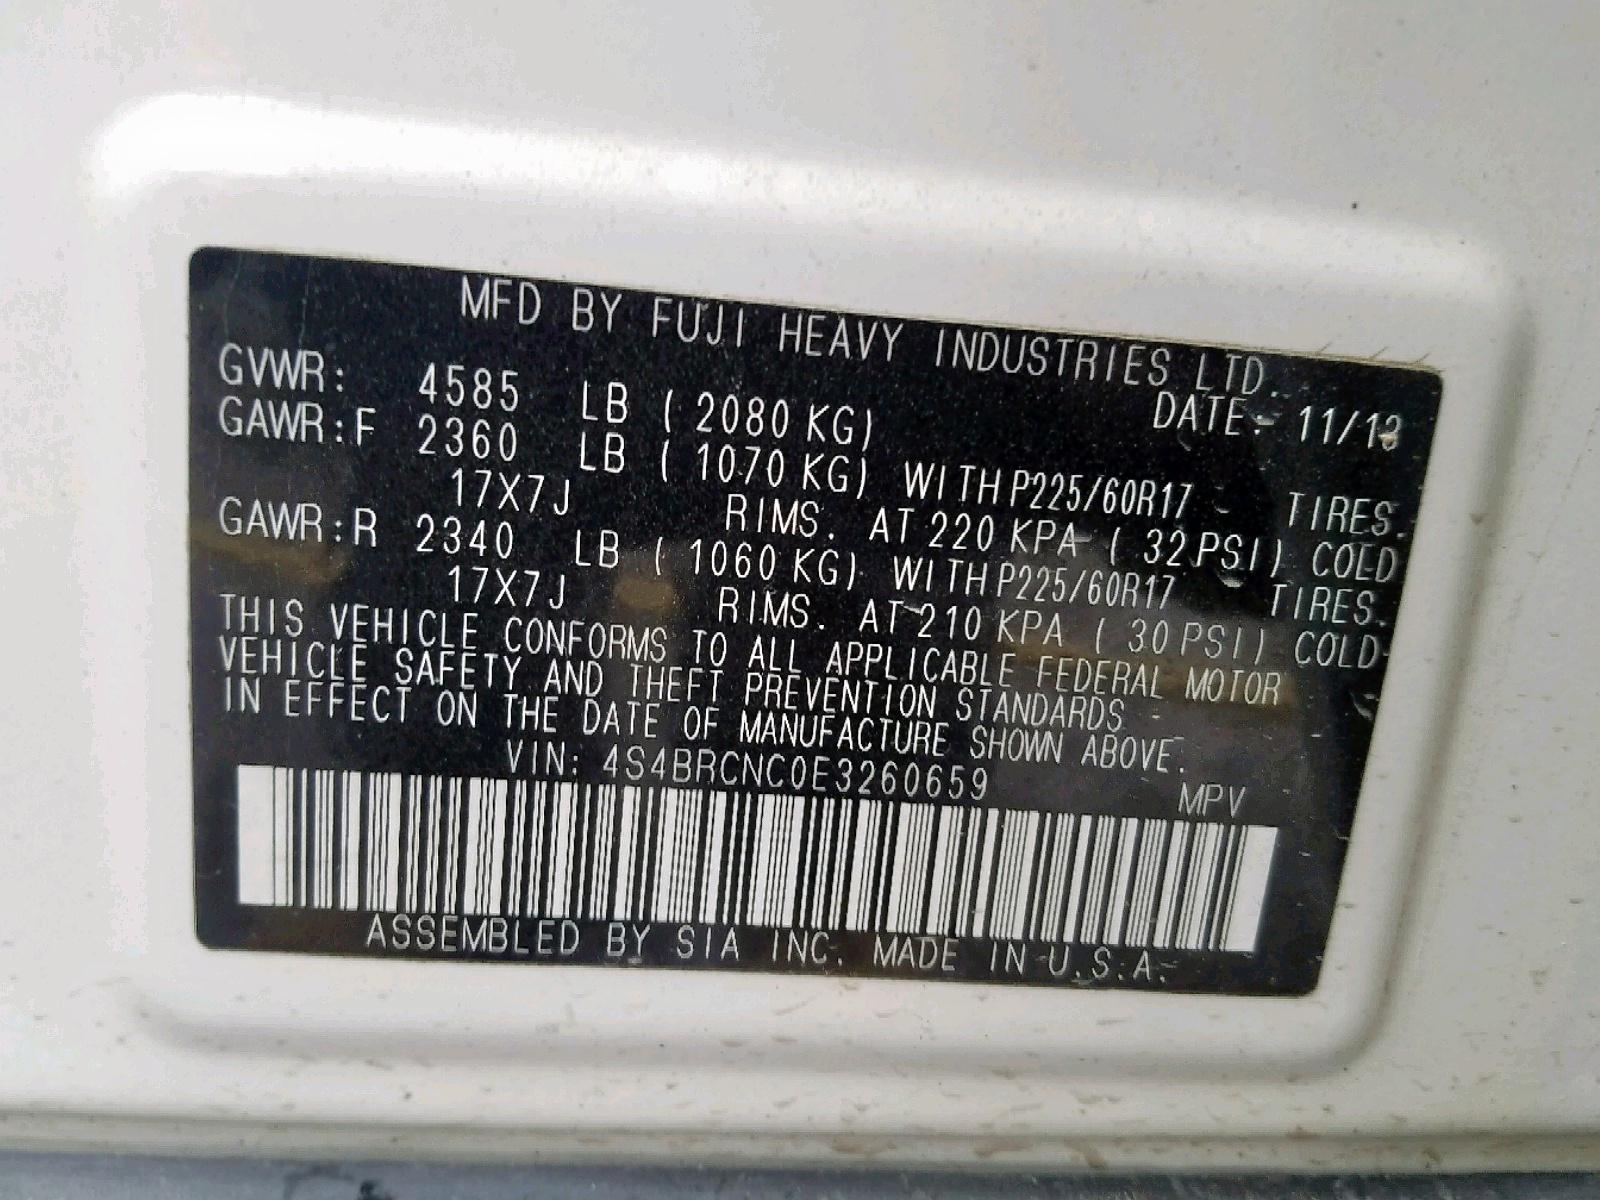 MFD BY FUJI HEAVY INDUSTRIES LTD.
DATE: 11/13
GVWR: 4585 LB ( 2080 KG)
GAWR:F 2360 LB ( 1070 KG) WITH P225/60R17 TIRES.
17X7J RIMS. AT 220 KPA ( 32 PSI) COLD
GAWR:R 2340 LB ( 1060 KG) WITH P225/60R17 TIRES.
17X7J RIMS. AT 210 KPA ( 30 PSI) COLD
THIS VEHICLE CONFORMS TO ALL APPLICABLE FEDERAL MOTOR
VEHICLE SAFETY AND THEFT PREVENTION STANDARDS
IN EFFECT ON THE DATE OF MANUFACTURE SHOWN ABOVE.
VIN: 4S4BRCNC0E3260659 MPV
ASSEMBLED BY SIA INC. MADE IN U.S.A.